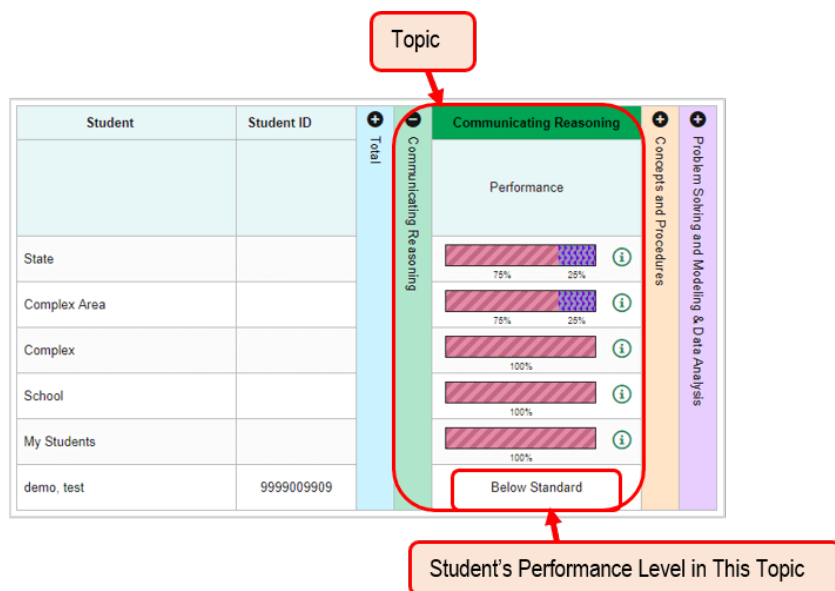 Topic
Student
Student ID
Total
Communicating Reasoning
Communicating Reasoning
Concepts and Procedures
Problem Solving and Modeling & Data Analysis
Performance
State
75% 25%
Complex Area
75% 25%
Complex
100%
School
100%
My Students
100%
demo, test
9999009909
Below Standard
Student's Performance Level in This Topic